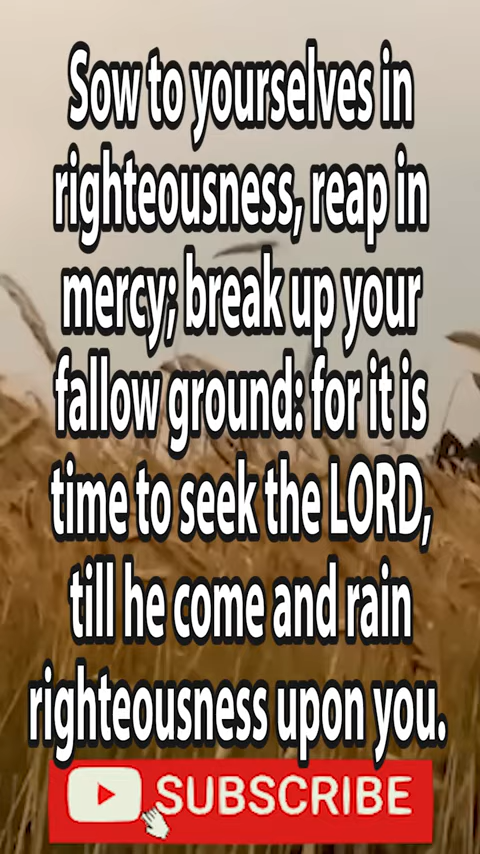 Sow to yourselves in
righteousness, reap in
mercy; break up your
fallow ground: for it is
time to seek the LORD,
till he come and rain
righteousness upon you.
SUBSCRIBE